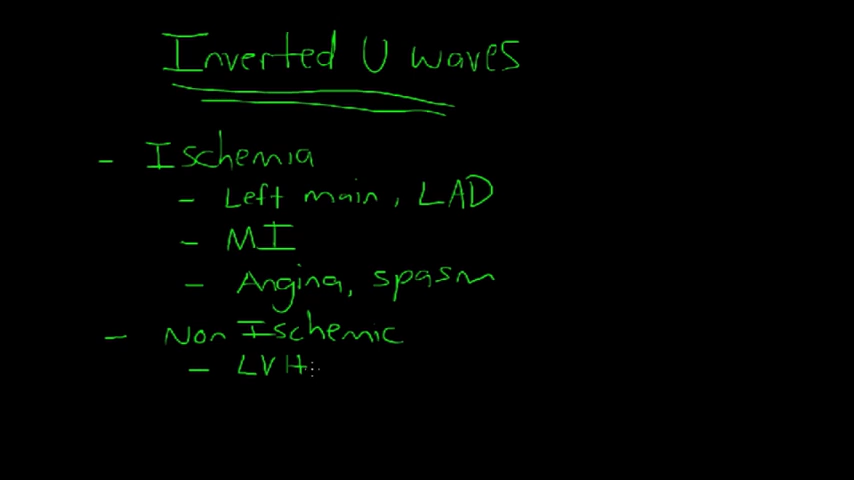 Inverted U waves
- Ischemia
- Left main, LAD
- MI
- Angina, spasm
- Non Ischemic
- LVH